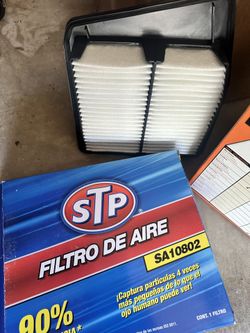 STP
FILTRO DE AIRE
SA10802
¡Captura partículas 4 veces
más pequeñas de lo que el
ojo humano puede ver!
90%
CONT. 1 FILTRO